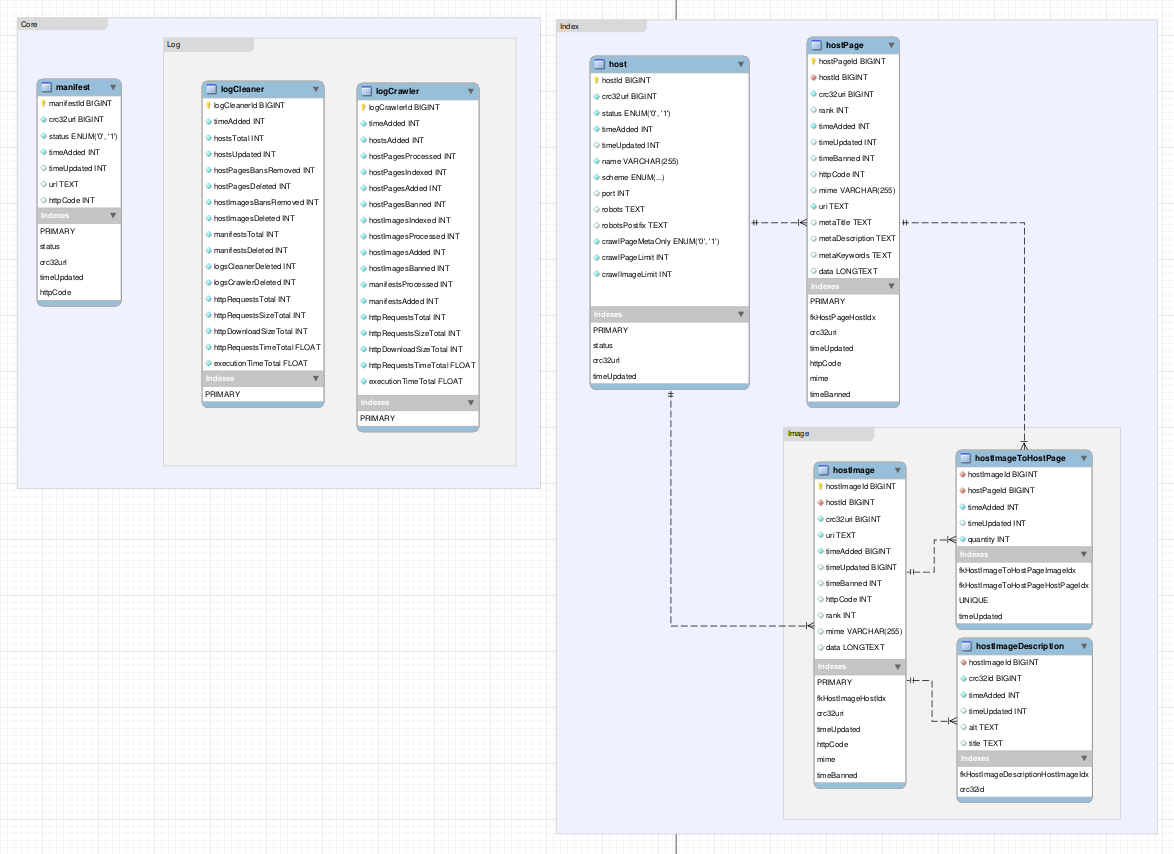 Core
manifest
manifestId BIGINT
crc32url BIGINT
status ENUM('0', '1')
timeAdded INT
timeUpdated INT
url TEXT
httpCode INT
Indexes
PRIMARY
status
crc32url
timeUpdated
httpCode
Log
logCleaner
logCleanerId BIGINT
timeAdded INT
hostsTotal INT
hostsUpdated INT
hostPagesBansRemoved INT
hostPagesDeleted INT
hostImagesBansRemoved INT
hostImagesDeleted INT
manifestsTotal INT
manifestsDeleted INT
logsCleanerDeleted INT
logsCrawlerDeleted INT
httpRequestsTotal INT
httpRequestsSizeTotal INT
httpDownloadSizeTotal INT
httpRequestsTimeTotal FLOAT
executionTimeTotal FLOAT
Indexes
PRIMARY
logCrawler
logCrawlerId BIGINT
timeAdded INT
hostsAdded INT
hostPagesProcessed INT
hostPagesIndexed INT
hostPagesAdded INT
hostPagesBanned INT
hostImagesIndexed INT
hostImagesProcessed INT
hostImagesAdded INT
hostImagesBanned INT
manifestsProcessed INT
manifestsAdded INT
httpRequestsTotal INT
httpRequestsSizeTotal INT
httpDownloadSizeTotal INT
httpRequestsTimeTotal FLOAT
executionTimeTotal FLOAT
Indexes
PRIMARY
Index
host
hostId BIGINT
crc32url BIGINT
status ENUM('0', '1')
timeAdded INT
timeUpdated INT
name VARCHAR(255)
scheme ENUM(...)
port INT
robots TEXT
robotsPostfix TEXT
crawlPageMetaOnly ENUM('0', '1')
crawlPageLimit INT
crawlImageLimit INT
Indexes
PRIMARY
status
crc32url
timeUpdated
hostPage
hostPageId BIGINT
hostId BIGINT
crc32uri BIGINT
rank INT
timeAdded INT
timeUpdated INT
timeBanned INT
httpCode INT
mime VARCHAR(255)
uri TEXT
metaTitle TEXT
metaDescription TEXT
metaKeywords TEXT
data LONGTEXT
Indexes
PRIMARY
fkHostPageHostIdx
crc32uri
timeUpdated
httpCode
mime
timeBanned
Image
hostImage
hostImageId BIGINT
hostId BIGINT
crc32uri BIGINT
uri TEXT
timeAdded BIGINT
timeUpdated BIGINT
timeBanned INT
httpCode INT
rank INT
mime VARCHAR(255)
data LONGTEXT
Indexes
PRIMARY
fkHostImageHostIdx
crc32uri
timeUpdated
httpCode
mime
timeBanned
hostImageToHostPage
hostImageId BIGINT
hostPageId BIGINT
timeAdded INT
timeUpdated INT
quantity INT
Indexes
fkHostImageToHostPageImageIdx
fkHostImageToHostPageHostPageIdx
UNIQUE
timeUpdated
hostImageDescription
hostImageId BIGINT
crc32id BIGINT
timeAdded INT
timeUpdated INT
alt TEXT
title TEXT
Indexes
fkHostImageDescriptionHostImageIdx
crc32id